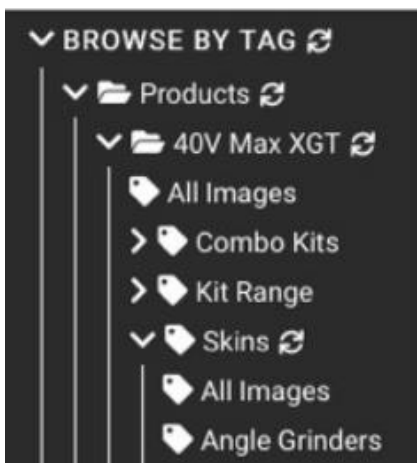 BROWSE BY TAG
Products
40V Max XGT
All Images
Combo Kits
Kit Range
Skins
All Images
Angle Grinders